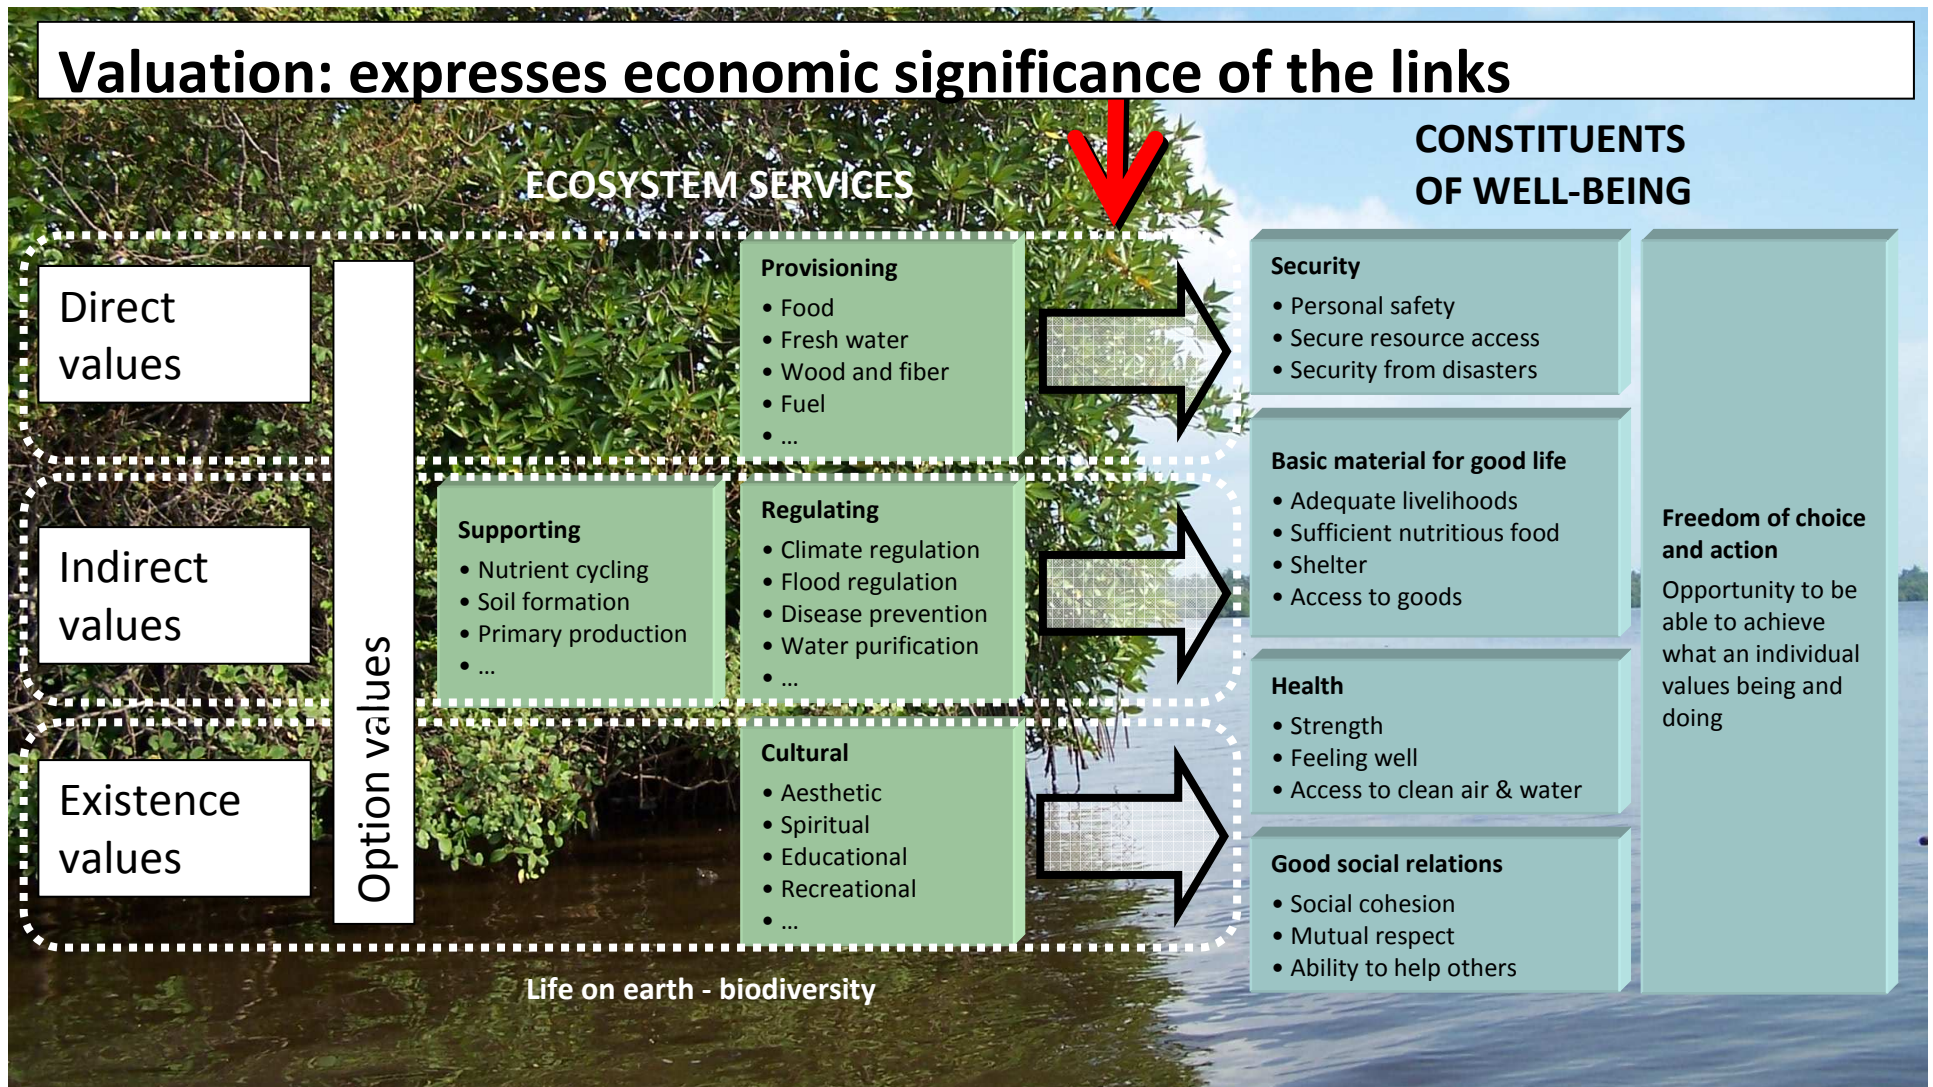 Valuation: expresses economic significance of the links
ECOSYSTEM SERVICES
CONSTITUENTS
OF WELL-BEING
Direct
values
Indirect
values
Existence
values
Option values
Supporting
• Nutrient cycling
• Soil formation
• Primary production
• ...
Provisioning
• Food
• Fresh water
• Wood and fiber
• Fuel
• ...
Regulating
• Climate regulation
• Flood regulation
• Disease prevention
• Water purification
• ...
Cultural
• Aesthetic
• Spiritual
• Educational
• Recreational
• ...
Security
• Personal safety
• Secure resource access
• Security from disasters
Basic material for good life
• Adequate livelihoods
• Sufficient nutritious food
• Shelter
• Access to goods
Health
• Strength
• Feeling well
• Access to clean air & water
Good social relations
• Social cohesion
• Mutual respect
• Ability to help others
Freedom of choice
and action
Opportunity to be
able to achieve
what an individual
values being and
doing
Life on earth - biodiversity